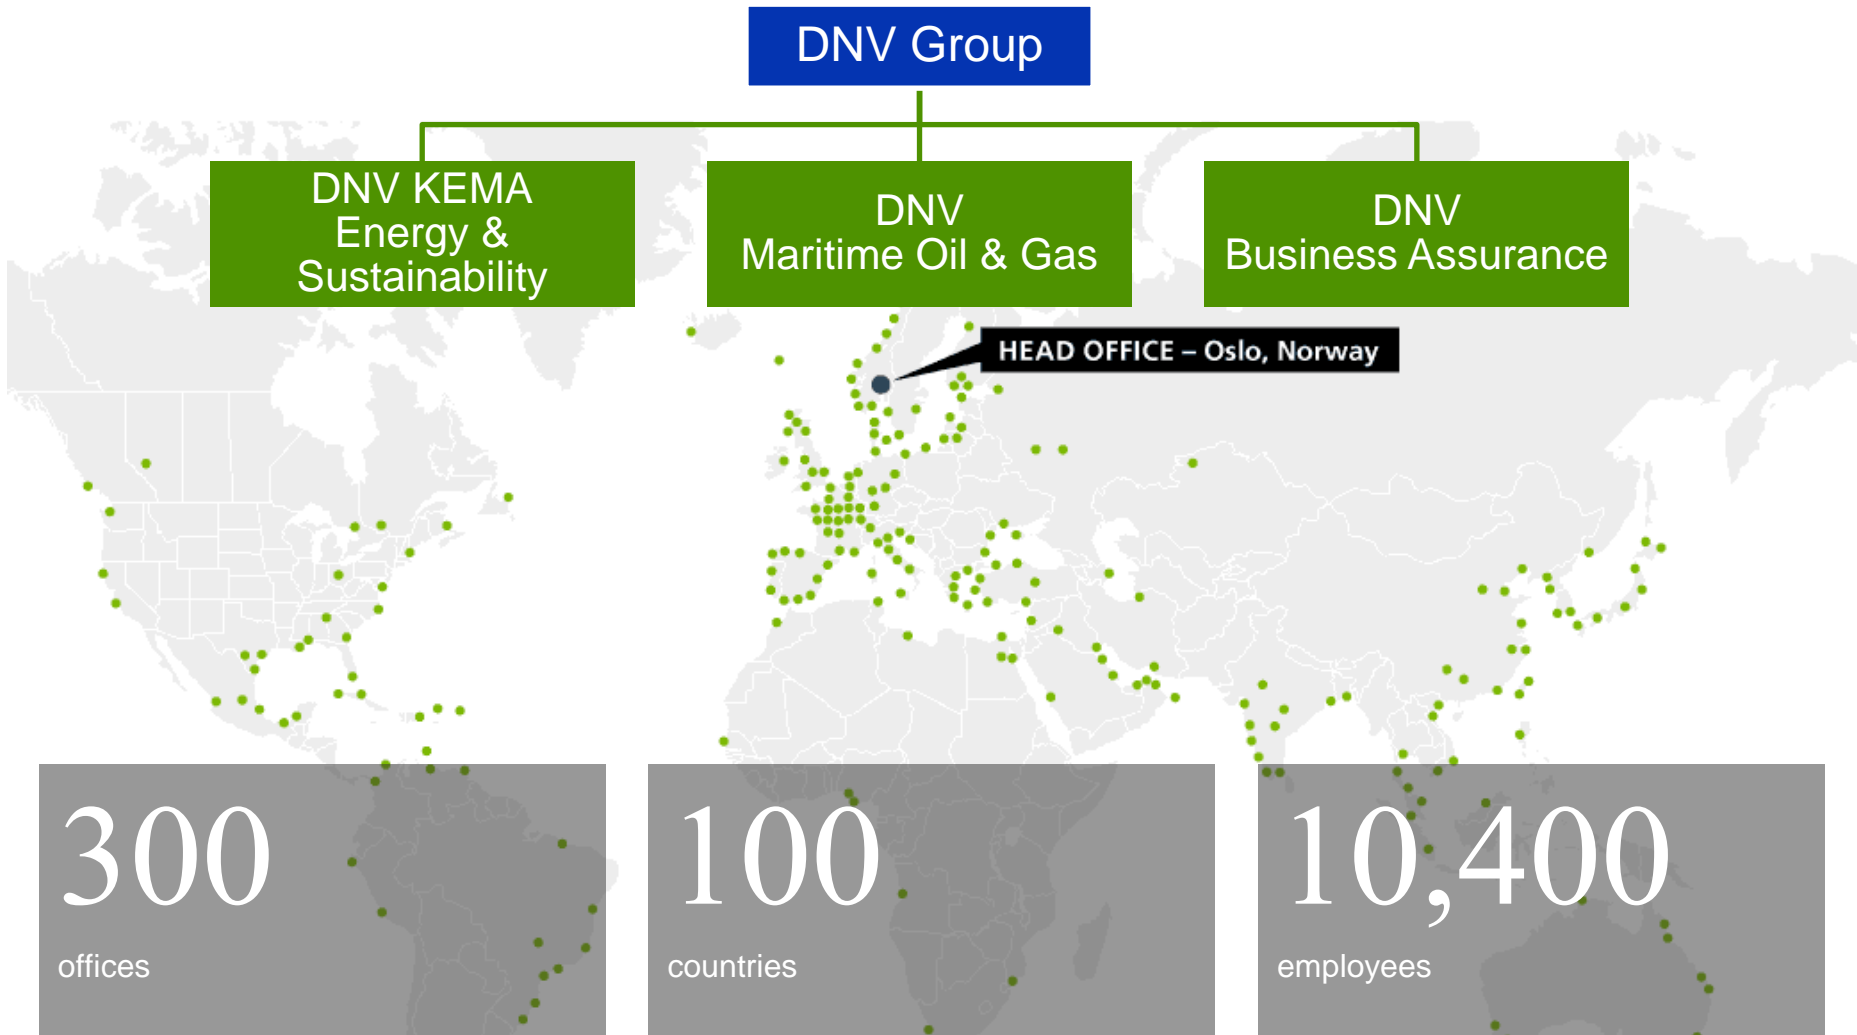 DNV Group
DNV KEMA
Energy &
Sustainability
DNV
Maritime Oil & Gas
DNV
Business Assurance
HEAD OFFICE – Oslo, Norway
300
offices
100
countries
10,400
employees